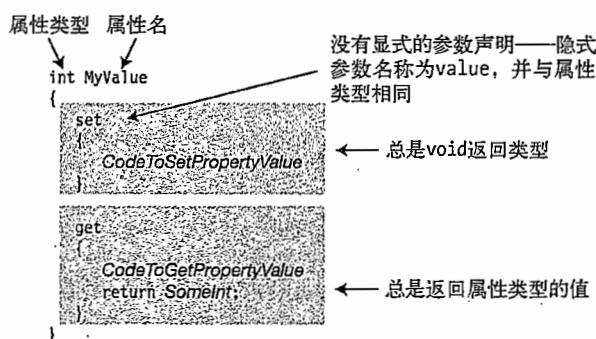 属性类型 属性名
int MyValue
{
set
{
CodeToSetPropertyValue
}
get
{
CodeToGetPropertyValue
return SomeInt;
}
}
没有显式的参数声明——隐式
参数名称为value，并与属性
类型相同
总是void返回类型
总是返回属性类型的值